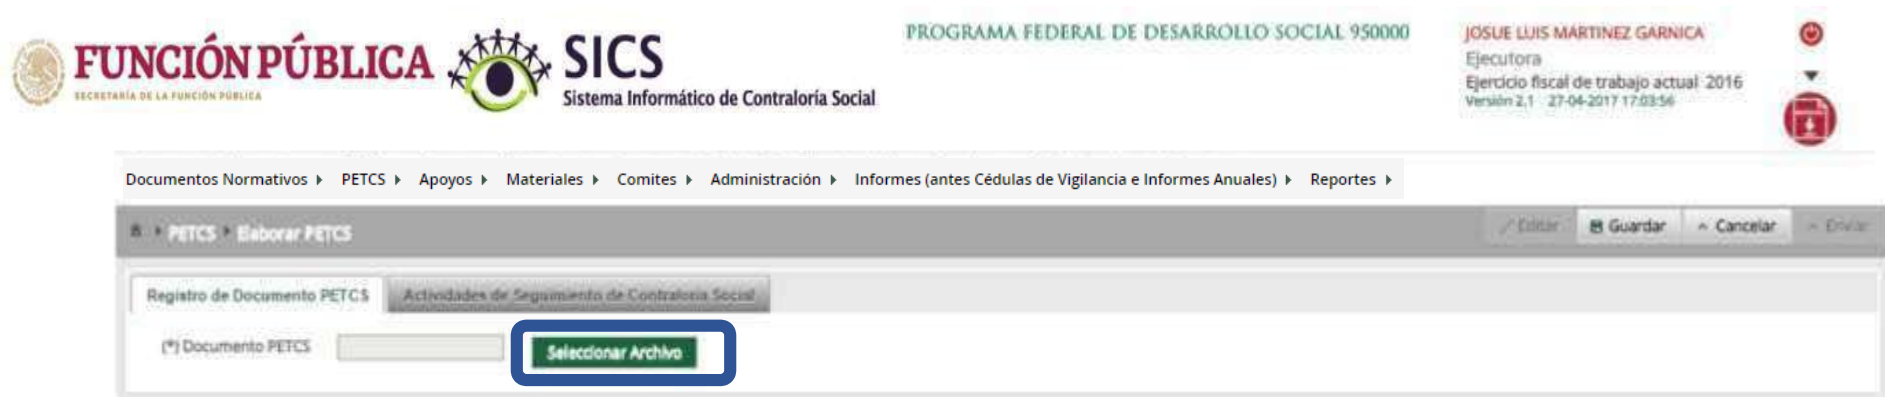 FUNCIÓN PÚBLICA
SECRETARÍA DE LA FUNCIÓN PÚBLICA
SICS
Sistema Informático de Contraloría Social
PROGRAMA FEDERAL DE DESARROLLO SOCIAL 950000
JOSUE LUIS MARTINEZ GARNICA
Ejecutora
Ejercicio fiscal de trabajo actual 2016
Versión 2.1 27-04-2017 17:03:56
Documentos Normativos PETCS Apoyos Materiales Comites Administración Informes (antes Cédulas de Vigilancia e Informes Anuales) Reportes
PETCS Elaborar PETCS Editar Guardar Cancelar Enviar
Registro de Documento PETCS Actividades de Seguimiento de Contraloría Social
(*) Documento PETCS Seleccionar Archivo